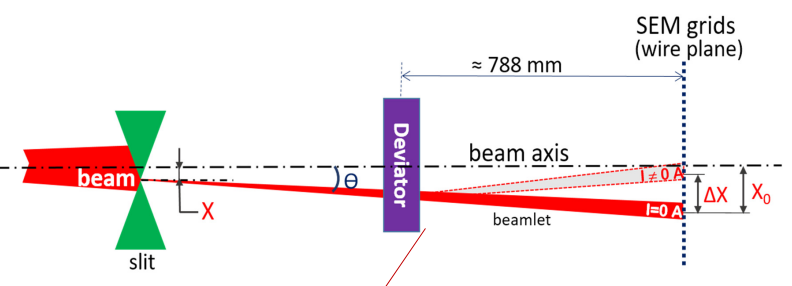 SEM grids
(wire plane)
≈ 788 mm
Deviator
beam axis
beam
θ
I ≠ 0 A
ΔX
X₀
X
I=0 A
beamlet
slit